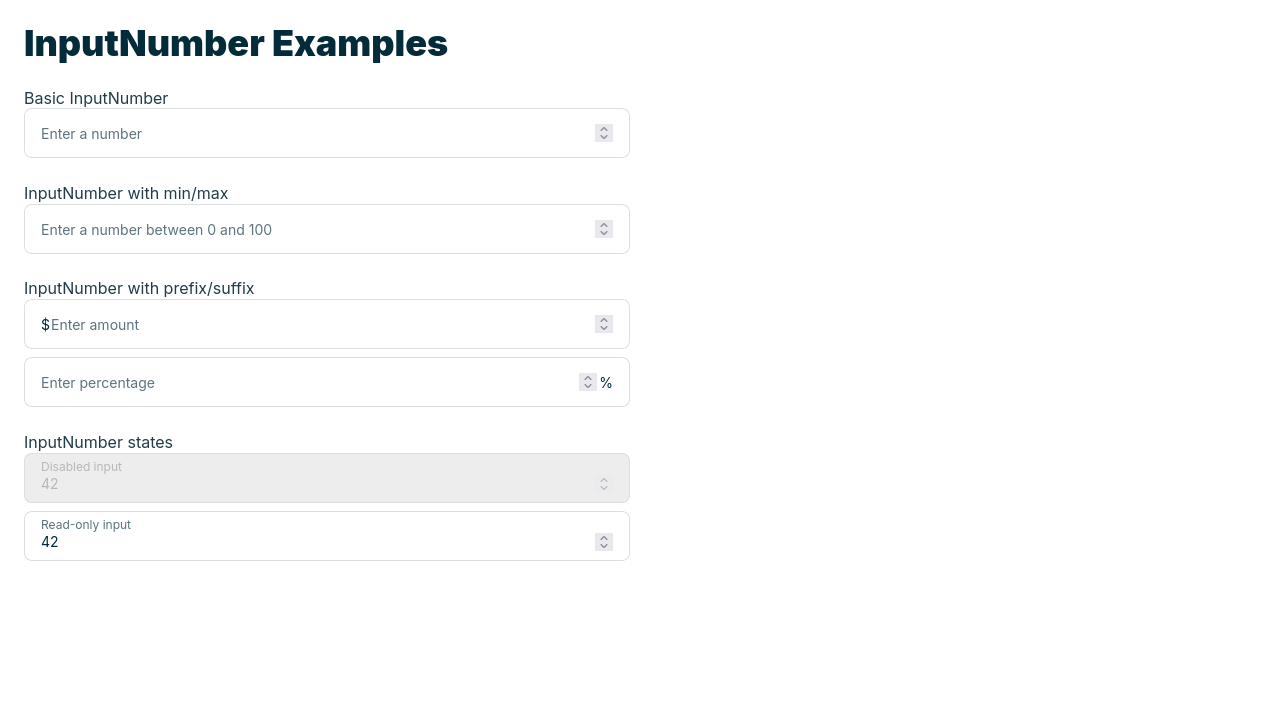 InputNumber Examples
Basic InputNumber
Enter a number
InputNumber with min/max
Enter a number between 0 and 100
InputNumber with prefix/suffix
$Enter amount
Enter percentage %
InputNumber states
Disabled input
42
Read-only input
42